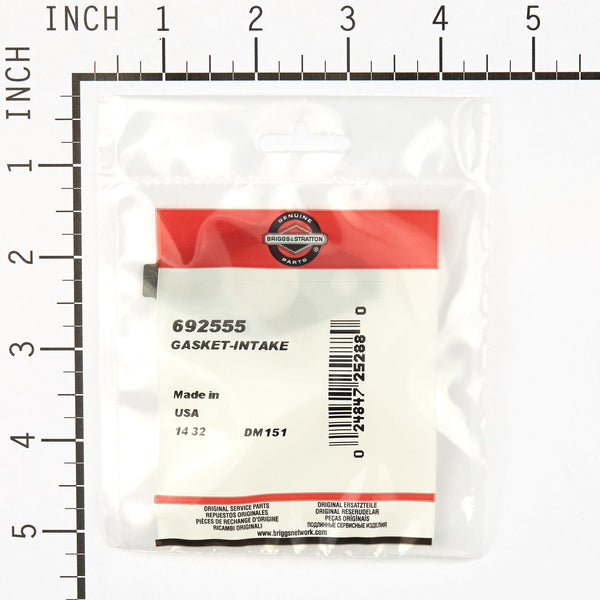 INCH 1 2 3 4 5
INCH 1 2 3 4 5
GENUINE
BRIGGS&STRATTON
®
PARTS
692555
GASKET-INTAKE
Made in
USA
14 32 DM151
0 24847 25288 0
ORIGINAL SERVICE PARTS
REPUESTOS ORIGINALES
PIÈCES DE RECHANGE D'ORIGINE
RICAMBI ORIGINALI
ORIGINAL ERSATZTEILE
ORIGINAL RESERUDELAR
PEÇAS ORIGINAIS
ПОДЛИННЫЕ СЕРВИСНЫЕ ИЗДЕЛИЯ
www.briggsnetwork.com